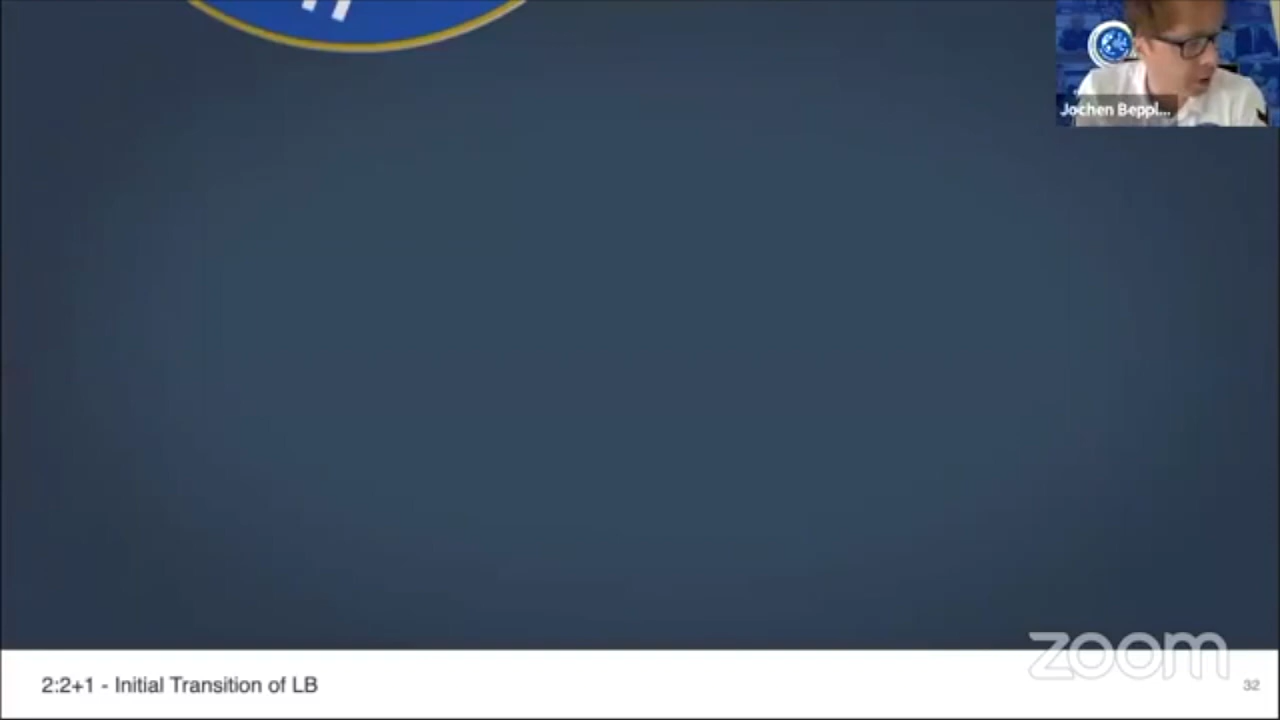 Jochen Beppl...
zoom
2:2+1 - Initial Transition of LB
32